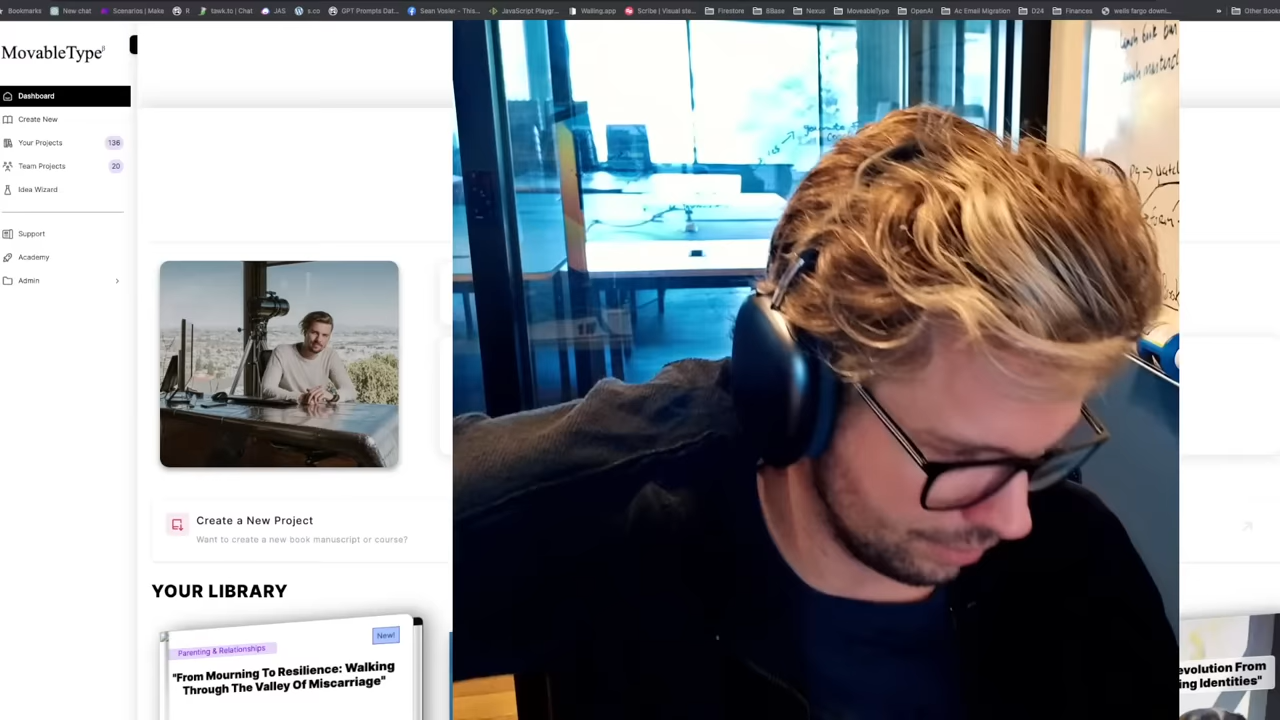 Bookmarks New chat Scenarios | Make R tawk.to | Chat JAS s.co GPT Prompts Dat... Sean Vosler - This... JavaScript Playgr... Walling.app Scribe | Visual ste... Firestore 8Base Nexus MoveableType OpenAI Ac Email Migration D24 Finances wells fargo downl... » Other Book
MovableType
Dashboard
Create New
Your Projects 136
Team Projects 20
Idea Wizard
Support
Academy
Admin
Create a New Project
Want to create a new book manuscript or course?
YOUR LIBRARY
New!
Parenting & Relationships
"From Mourning To Resilience: Walking
Through The Valley Of Miscarriage"
evolution From
ng Identities"